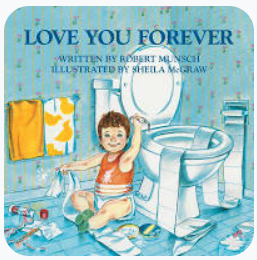 LOVE YOU FOREVER
WRITTEN BY ROBERT MUNSCH
ILLUSTRATED BY SHEILA McGRAW